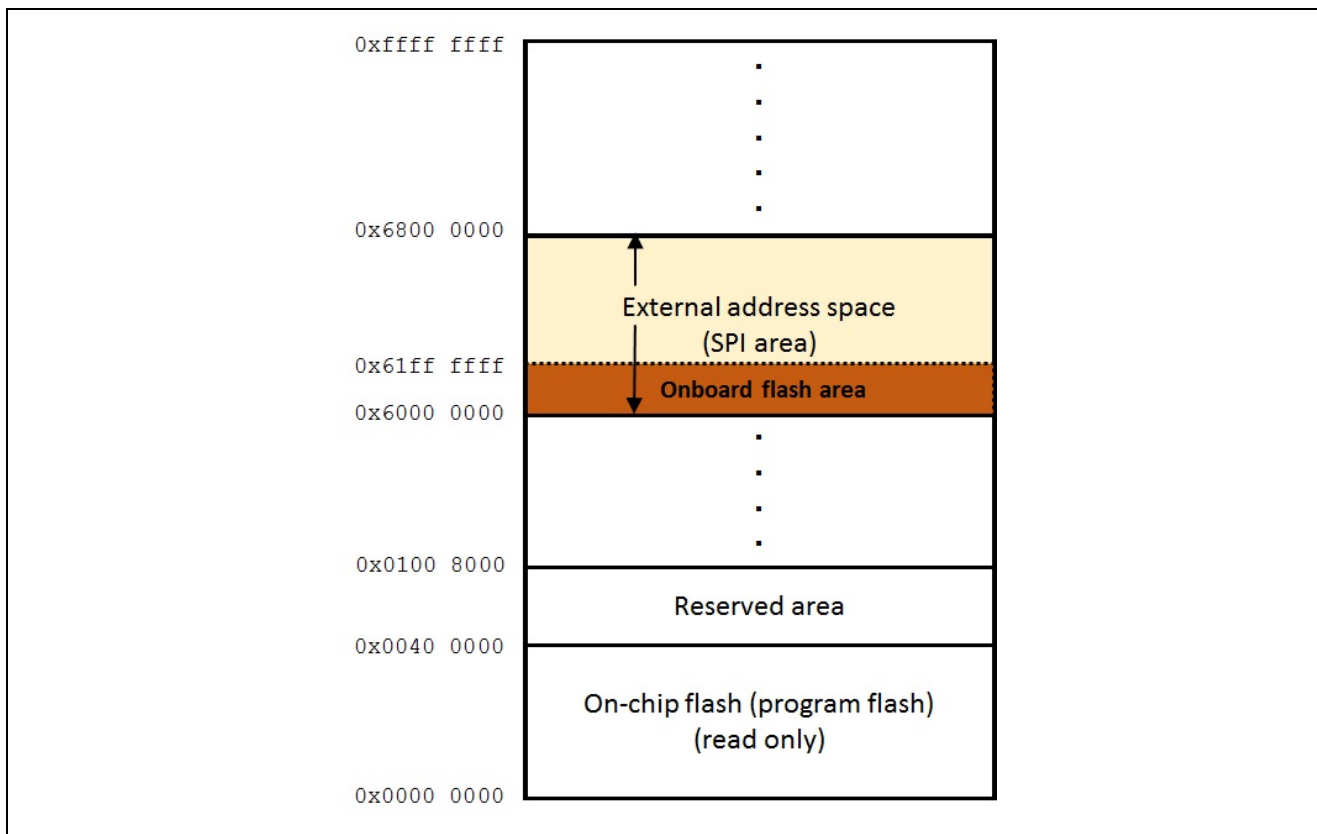 0xffff ffff
0x6800 0000
External address space
(SPI area)
0x61ff ffff
Onboard flash area
0x6000 0000
0x0100 8000
Reserved area
0x0040 0000
On-chip flash (program flash)
(read only)
0x0000 0000